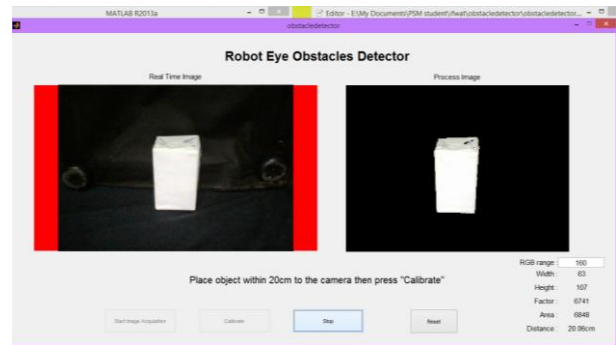 MATLAB R2013a
Editor - E:\My Documents\PSM student\ifwat\obstacledetector\obstacledetector...
obstacledetector
Robot Eye Obstacles Detector
Real Time Image
Process Image
Place object within 20cm to the camera then press "Calibrate"
RGB range : 160
Width : 63
Height : 107
Factor : 6741
Area : 6848
Distance : 20.06cm
Start Image Acquisition
Calibrate
Stop
Reset